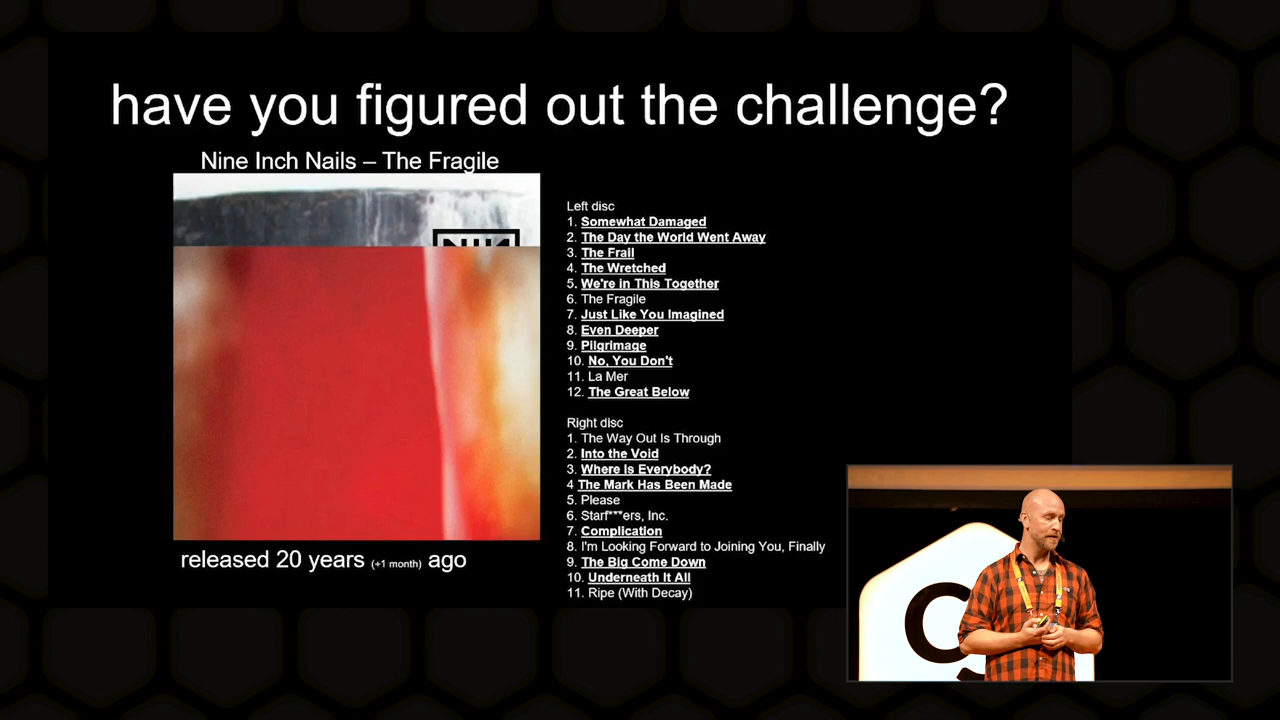 have you figured out the challenge?
Nine Inch Nails – The Fragile
released 20 years (+1 month) ago
Left disc
1. Somewhat Damaged
2. The Day the World Went Away
3. The Frail
4. The Wretched
5. We're in This Together
6. The Fragile
7. Just Like You Imagined
8. Even Deeper
9. Pilgrimage
10. No, You Don't
11. La Mer
12. The Great Below
Right disc
1. The Way Out Is Through
2. Into the Void
3. Where Is Everybody?
4 The Mark Has Been Made
5. Please
6. Starf***ers, Inc.
7. Complication
8. I'm Looking Forward to Joining You, Finally
9. The Big Come Down
10. Underneath It All
11. Ripe (With Decay)